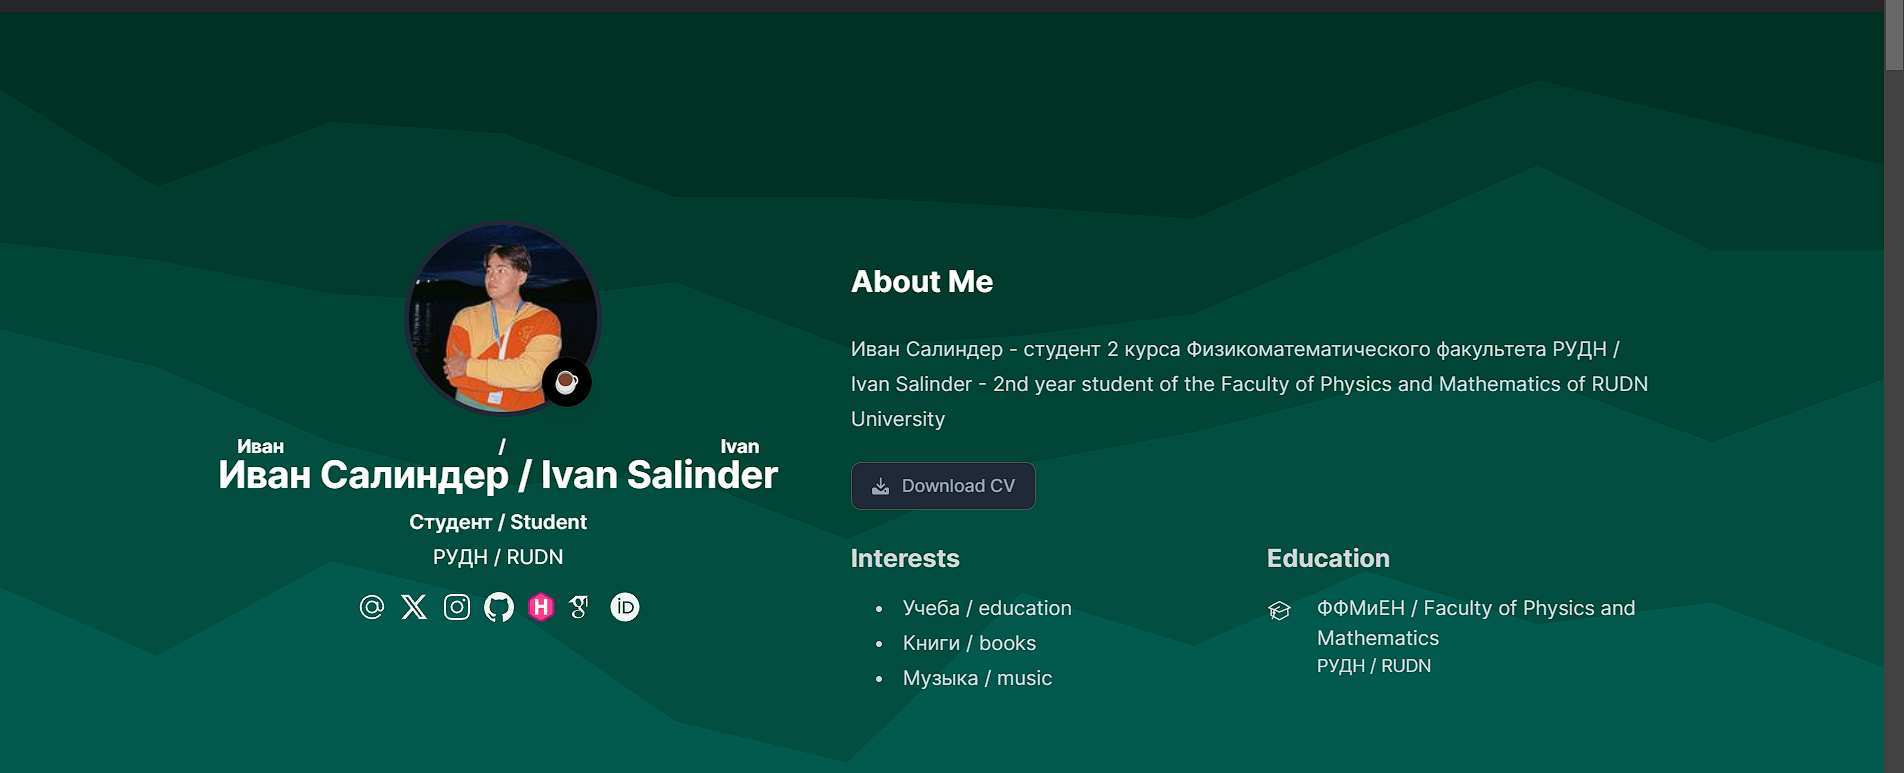 Иван / Ivan
Иван Салиндер / Ivan Salinder
Студент / Student
РУДН / RUDN
H
iD
About Me
Иван Салиндер - студент 2 курса Физикоматематического факультета РУДН /
Ivan Salinder - 2nd year student of the Faculty of Physics and Mathematics of RUDN
University
Download CV
Interests
Учеба / education
Книги / books
Музыка / music
Education
ФФМиЕН / Faculty of Physics and
Mathematics
РУДН / RUDN